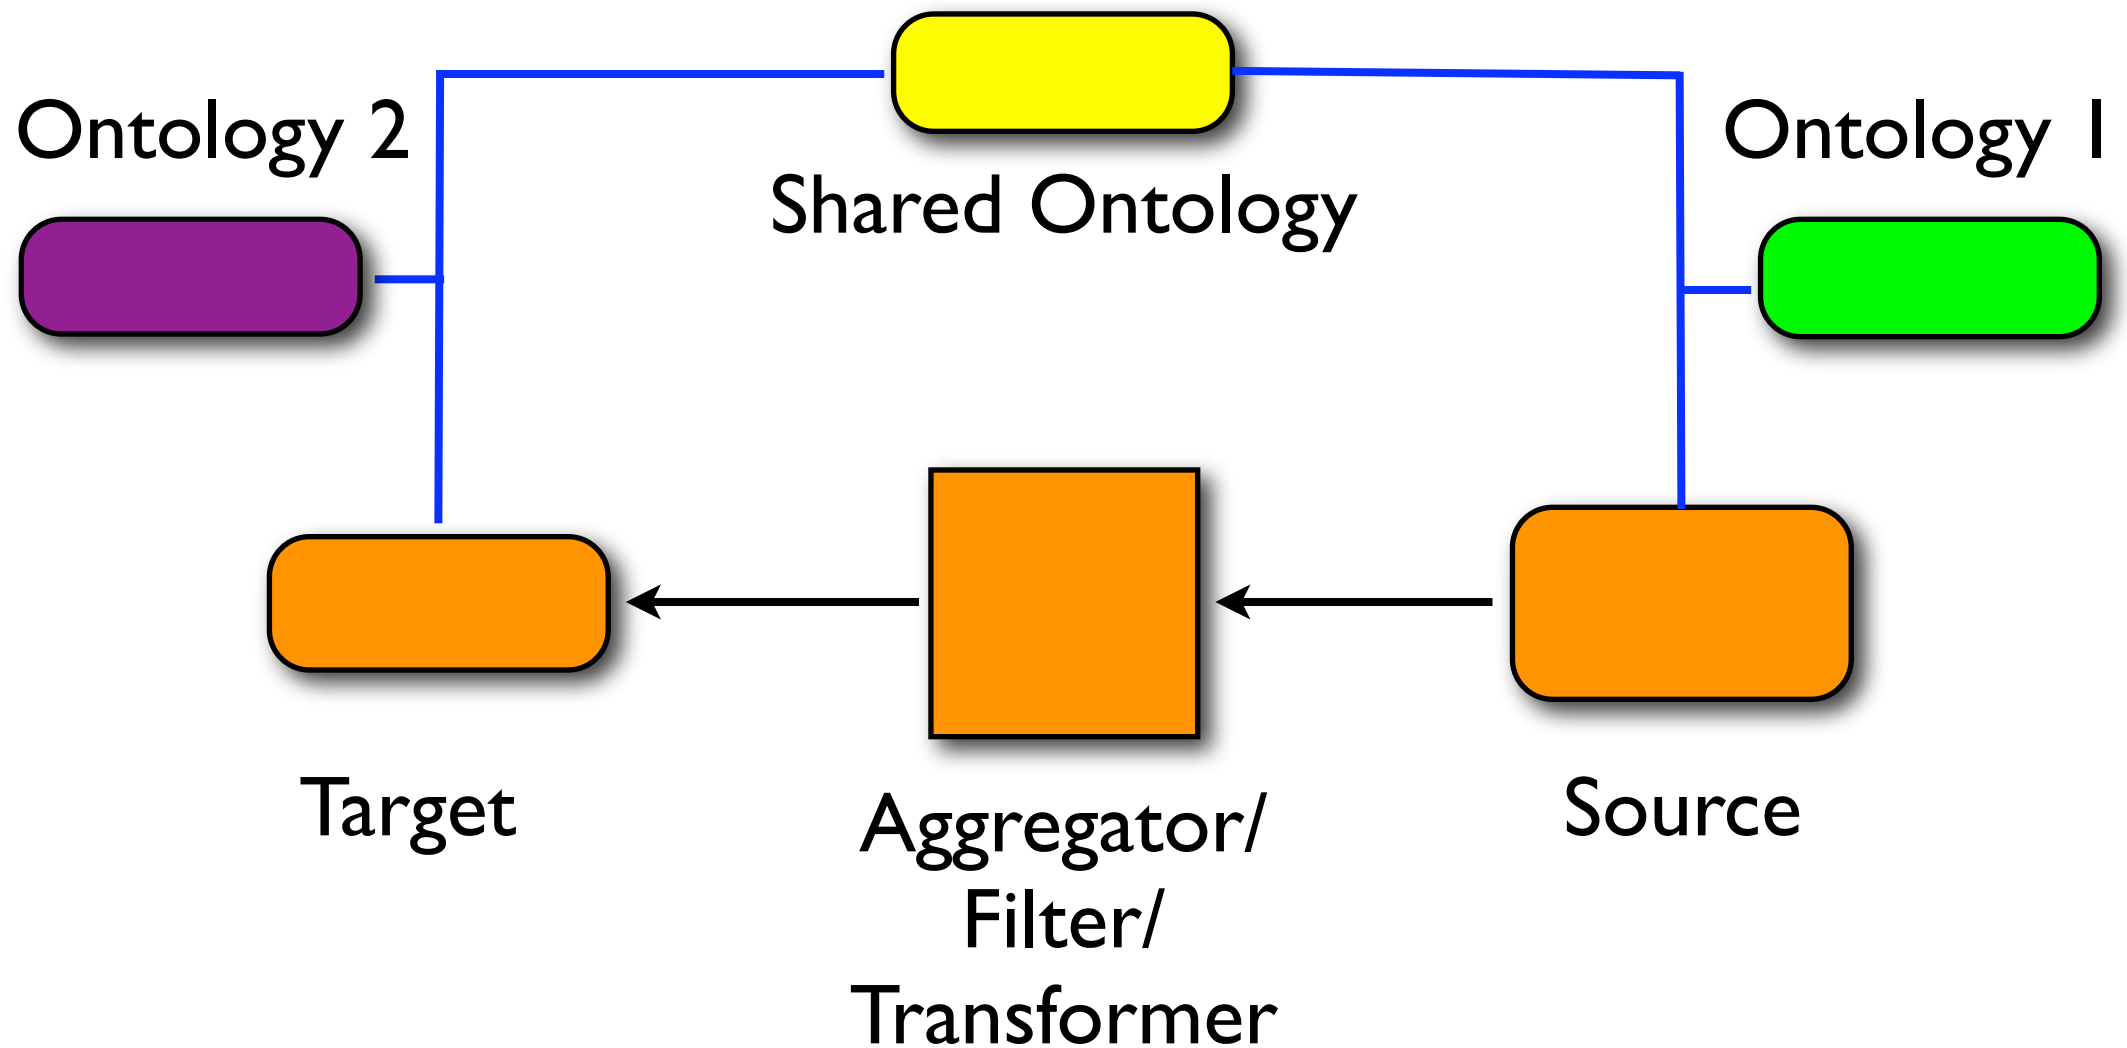 Ontology 2
Ontology 1
Shared Ontology
Target
Aggregator/
Filter/
Transformer
Source